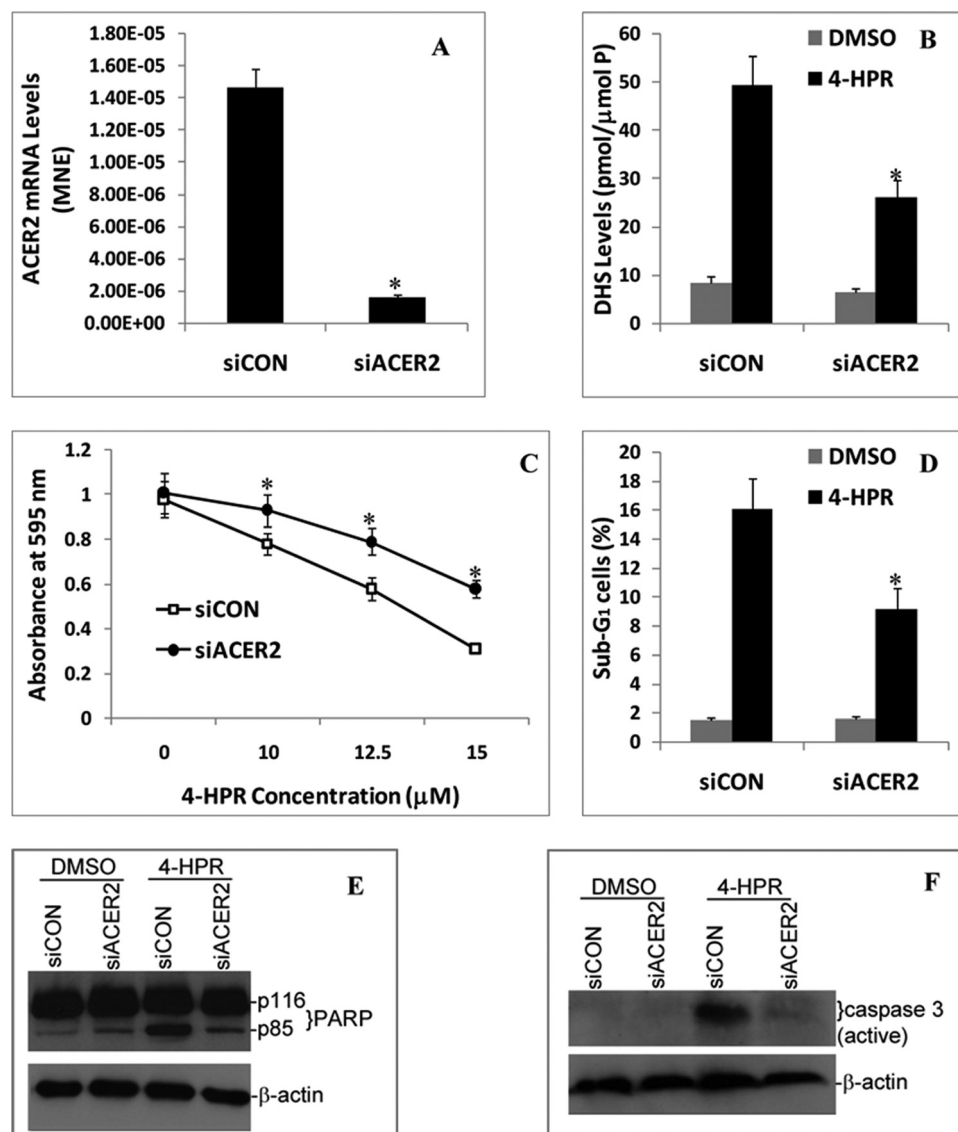 A
ACER2 mRNA Levels
(MNE)
1.80E-05
1.60E-05
1.40E-05
1.20E-05
1.00E-05
8.00E-06
6.00E-06
4.00E-06
2.00E-06
0.00E+00
*
siCON
siACER2
B
DMSO
4-HPR
DHS Levels (pmol/μmol P)
60
50
40
30
20
10
0
*
siCON
siACER2
C
Absorbance at 595 nm
1.2
1
0.8
0.6
0.4
0.2
0
* * *
siCON
siACER2
0 10 12.5 15
4-HPR Concentration (μM)
D
DMSO
4-HPR
Sub-G1 cells (%)
20
18
16
14
12
10
8
6
4
2
0
*
siCON
siACER2
E
DMSO 4-HPR
siCON siACER2 siCON siACER2
-p116
-p85
}PARP
-β-actin
F
DMSO 4-HPR
siCON siACER2 siCON siACER2
}caspase 3
(active)
-β-actin